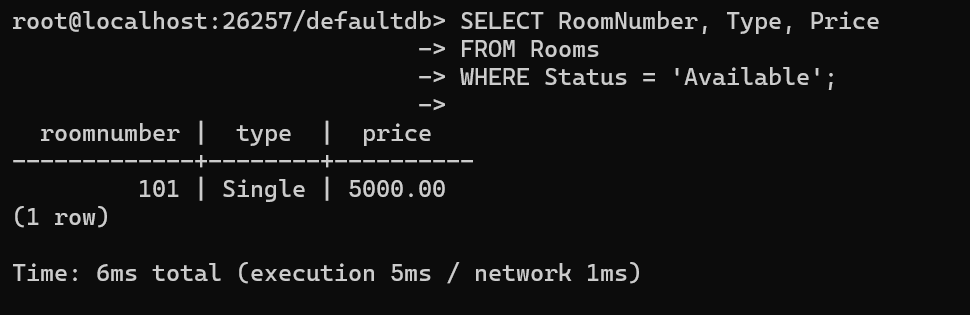 root@localhost:26257/defaultdb> SELECT RoomNumber, Type, Price
                             -> FROM Rooms
                             -> WHERE Status = 'Available';
                             ->
  roomnumber |  type  |  price
-------------+--------+----------
         101 | Single | 5000.00
(1 row)

Time: 6ms total (execution 5ms / network 1ms)